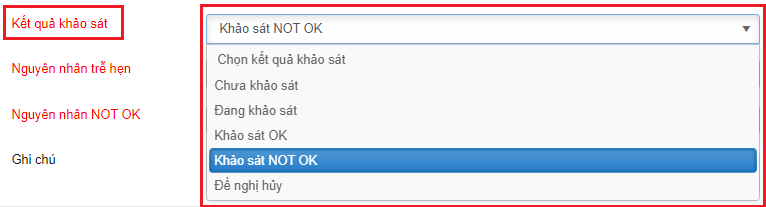 Kết quả khảo sát
Khảo sát NOT OK
Chọn kết quả khảo sát
Nguyên nhân trễ hẹn
Chưa khảo sát
Đang khảo sát
Nguyên nhân NOT OK
Khảo sát OK
Ghi chú
Khảo sát NOT OK
Đề nghị hủy